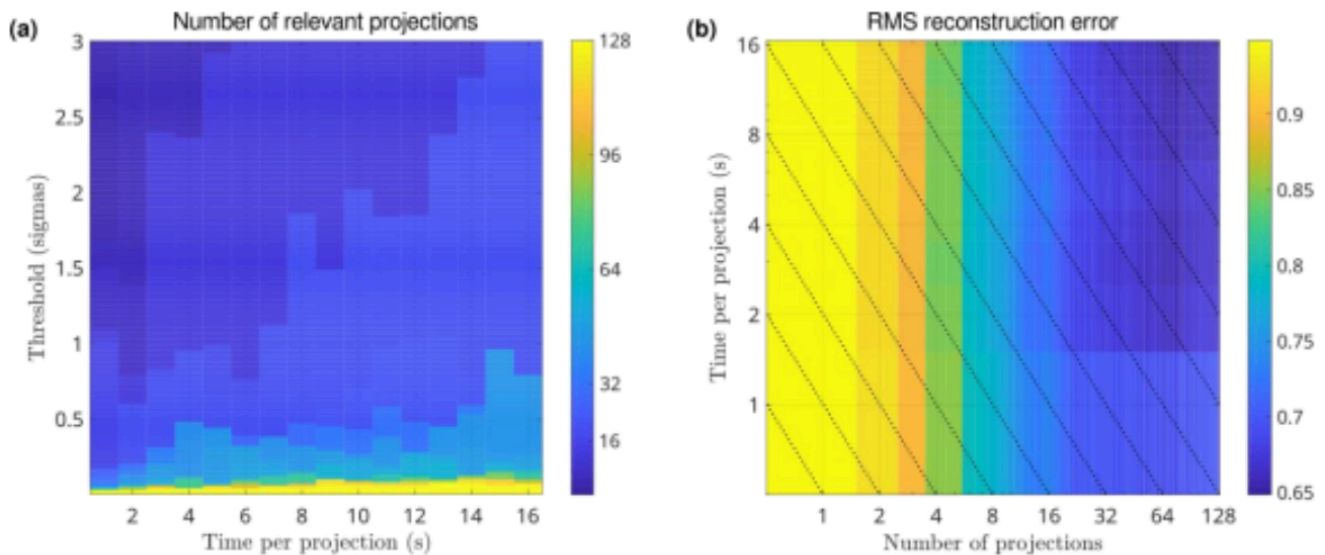 (a)
Number of relevant projections
3
2.5
2
1.5
1
0.5
Threshold (sigmas)
2 4 6 8 10 12 14 16
Time per projection (s)
128
96
64
32
16
(b)
RMS reconstruction error
16
8
4
2
1
Time per projection (s)
1 2 4 8 16 32 64 128
Number of projections
0.9
0.85
0.8
0.75
0.7
0.65